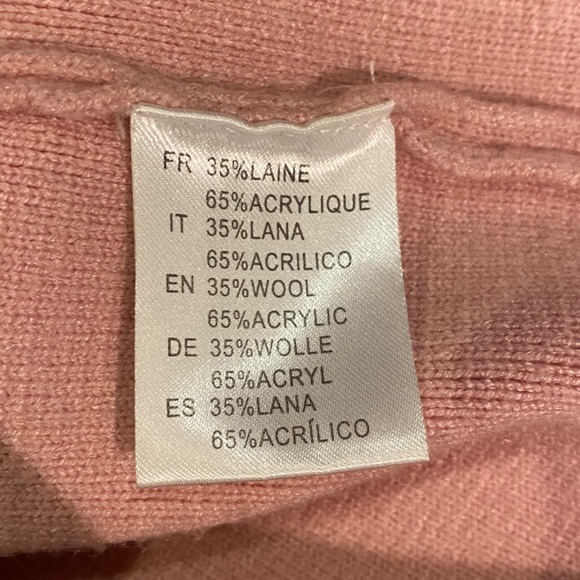 FR 35%LAINE
65%ACRYLIQUE
IT 35%LANA
65%ACRILICO
EN 35%WOOL
65%ACRYLIC
DE 35%WOLLE
65%ACRYL
ES 35%LANA
65%ACRÍLICO